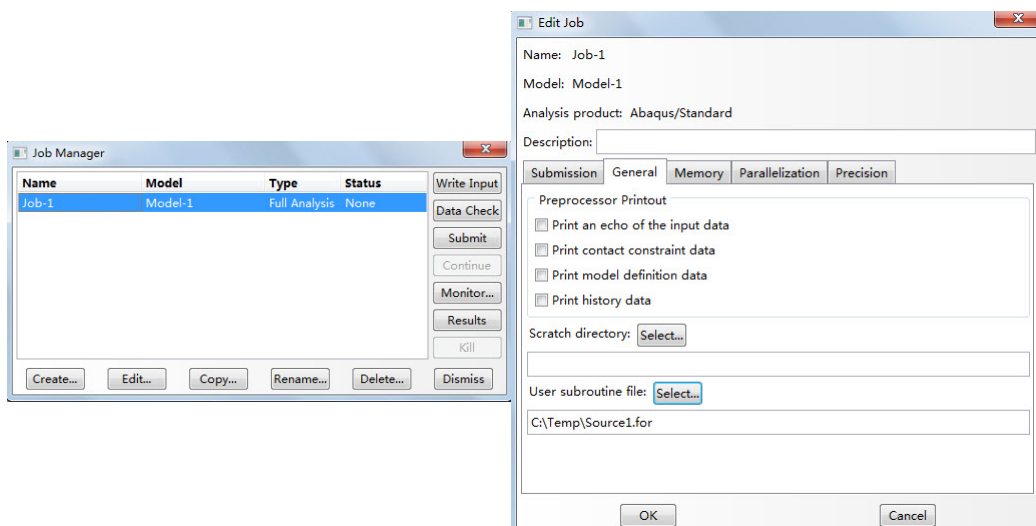 Job Manager
Name Model Type Status
Job-1 Model-1 Full Analysis None
Write Input
Data Check
Submit
Continue
Monitor...
Results
Kill
Create... Edit... Copy... Rename... Delete... Dismiss
Edit Job
Name: Job-1
Model: Model-1
Analysis product: Abaqus/Standard
Description:
Submission General Memory Parallelization Precision
Preprocessor Printout
Print an echo of the input data
Print contact constraint data
Print model definition data
Print history data
Scratch directory: Select...
User subroutine file: Select...
C:\Temp\Source1.for
OK Cancel